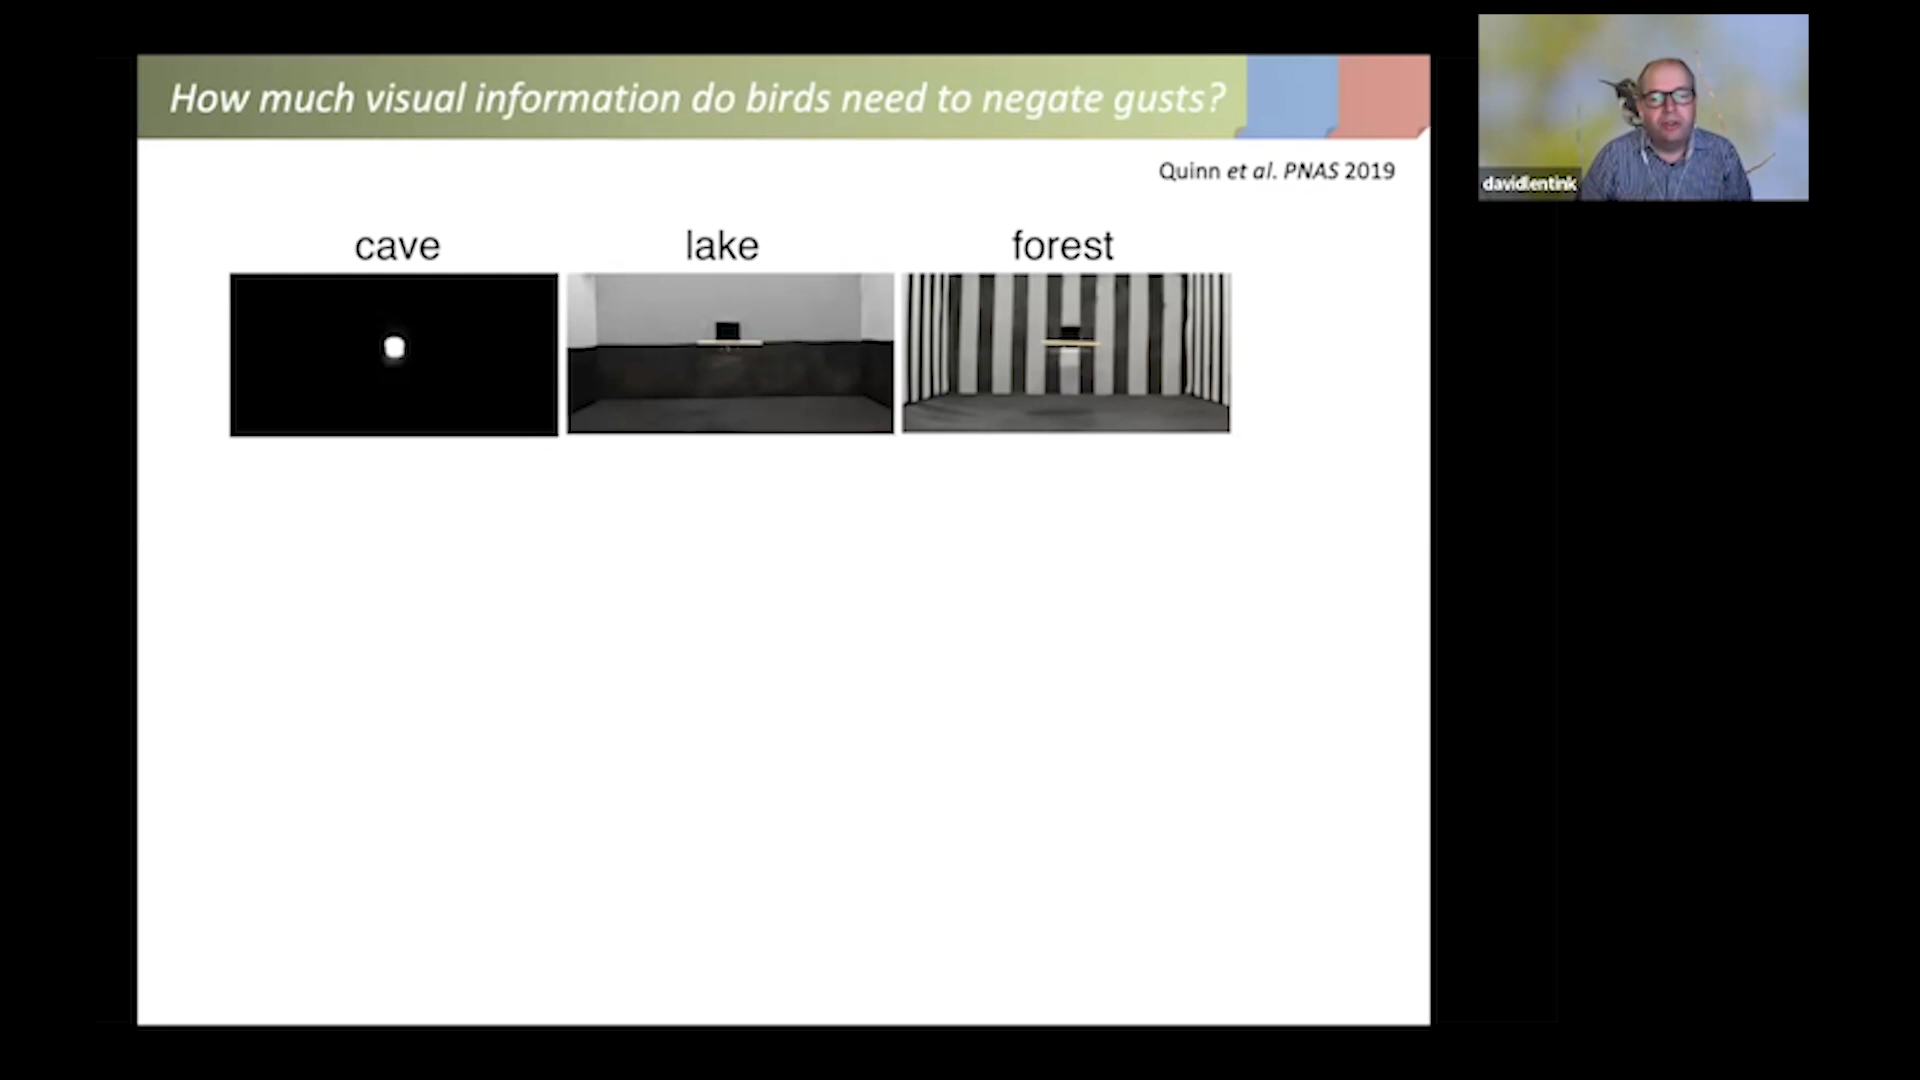 How much visual information do birds need to negate gusts?
Quinn et al. PNAS 2019
cave lake forest
davidlentink